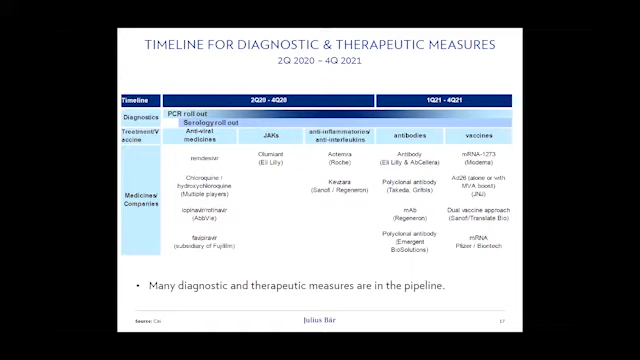 TIMELINE FOR DIAGNOSTIC & THERAPEUTIC MEASURES
2Q 2020 – 4Q 2021
Timeline 2Q20 - 4Q20 1Q21 - 4Q21
Diagnostics PCR roll out
Serology roll out
Treatment/V
accine
Anti-viral
medicines
JAKs
anti-inflammatories/
anti-interleukins
antibodies
vaccines
Medicines/
Companies
remdesivir
Chloroquine /
hydroxychloroquine
(Multiple players)
lopinavir/rotinavir
(AbbVie)
favipiravir
(subsidiary of Fujifilm)
Olumiant
(Eli Lilly)
Actemra
(Roche)
Kevzara
(Sanofi / Regeneron)
Antibody
(Eli Lilly & AbCellera)
Polyclonal antibody
(Takeda, Grifols)
mAb
(Regeneron)
Polyclonal antibody
(Emergent
BioSolutions)
mRNA-1273
(Moderna)
Ad26 (alone or with
MVA boost)
(JNJ)
Dual vaccine approach
(Sanofi/Translate Bio)
mRNA
Pfizer / Biontech
• Many diagnostic and therapeutic measures are in the pipeline.
Source: Citi
Julius Bär
17